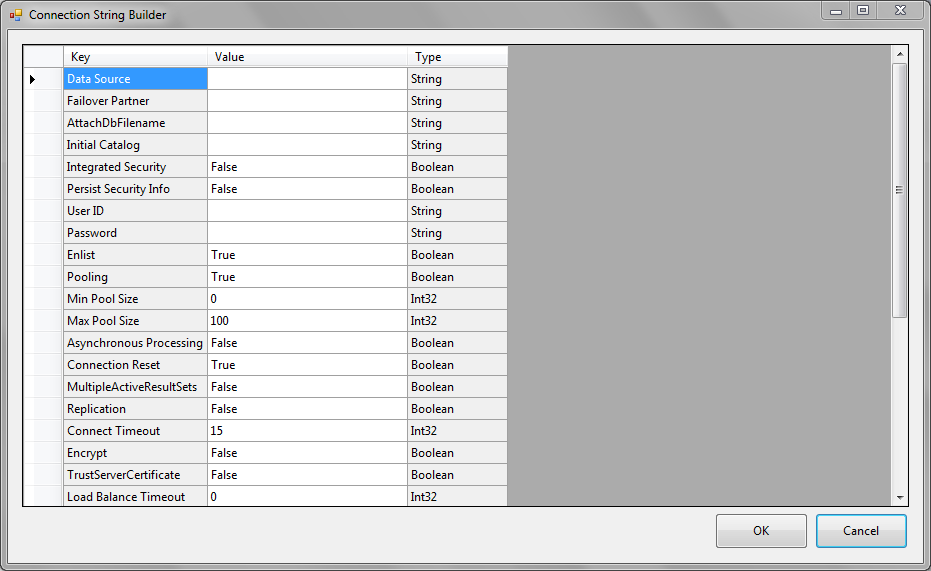 Connection String Builder
Key Value Type
Data Source String
Failover Partner String
AttachDbFilename String
Initial Catalog String
Integrated Security False Boolean
Persist Security Info False Boolean
User ID String
Password String
Enlist True Boolean
Pooling True Boolean
Min Pool Size 0 Int32
Max Pool Size 100 Int32
Asynchronous Processing False Boolean
Connection Reset True Boolean
MultipleActiveResultSets False Boolean
Replication False Boolean
Connect Timeout 15 Int32
Encrypt False Boolean
TrustServerCertificate False Boolean
Load Balance Timeout 0 Int32
OK Cancel